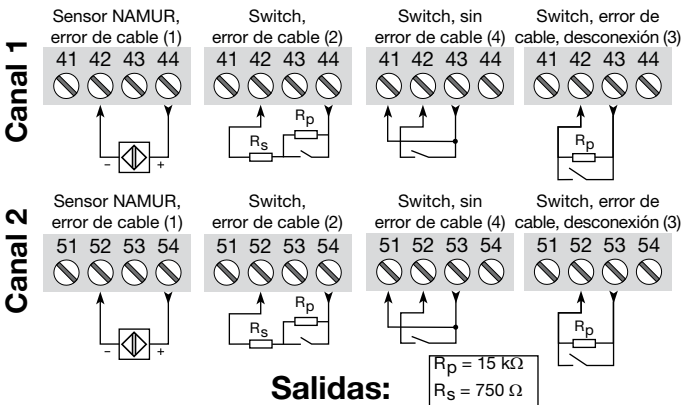 Canal 1
Sensor NAMUR,
error de cable (1)
41 42 43 44
- +
Switch,
error de cable (2)
41 42 43 44
Rs
Rp
Switch, sin
error de cable (4)
41 42 43 44
Switch, error de
cable, desconexión (3)
41 42 43 44
Rp
Canal 2
Sensor NAMUR,
error de cable (1)
51 52 53 54
- +
Switch,
error de cable (2)
51 52 53 54
Rs
Rp
Switch, sin
error de cable (4)
51 52 53 54
Switch, error de
cable, desconexión (3)
51 52 53 54
Rp
Salidas:
Rp = 15 kΩ
Rs = 750 Ω